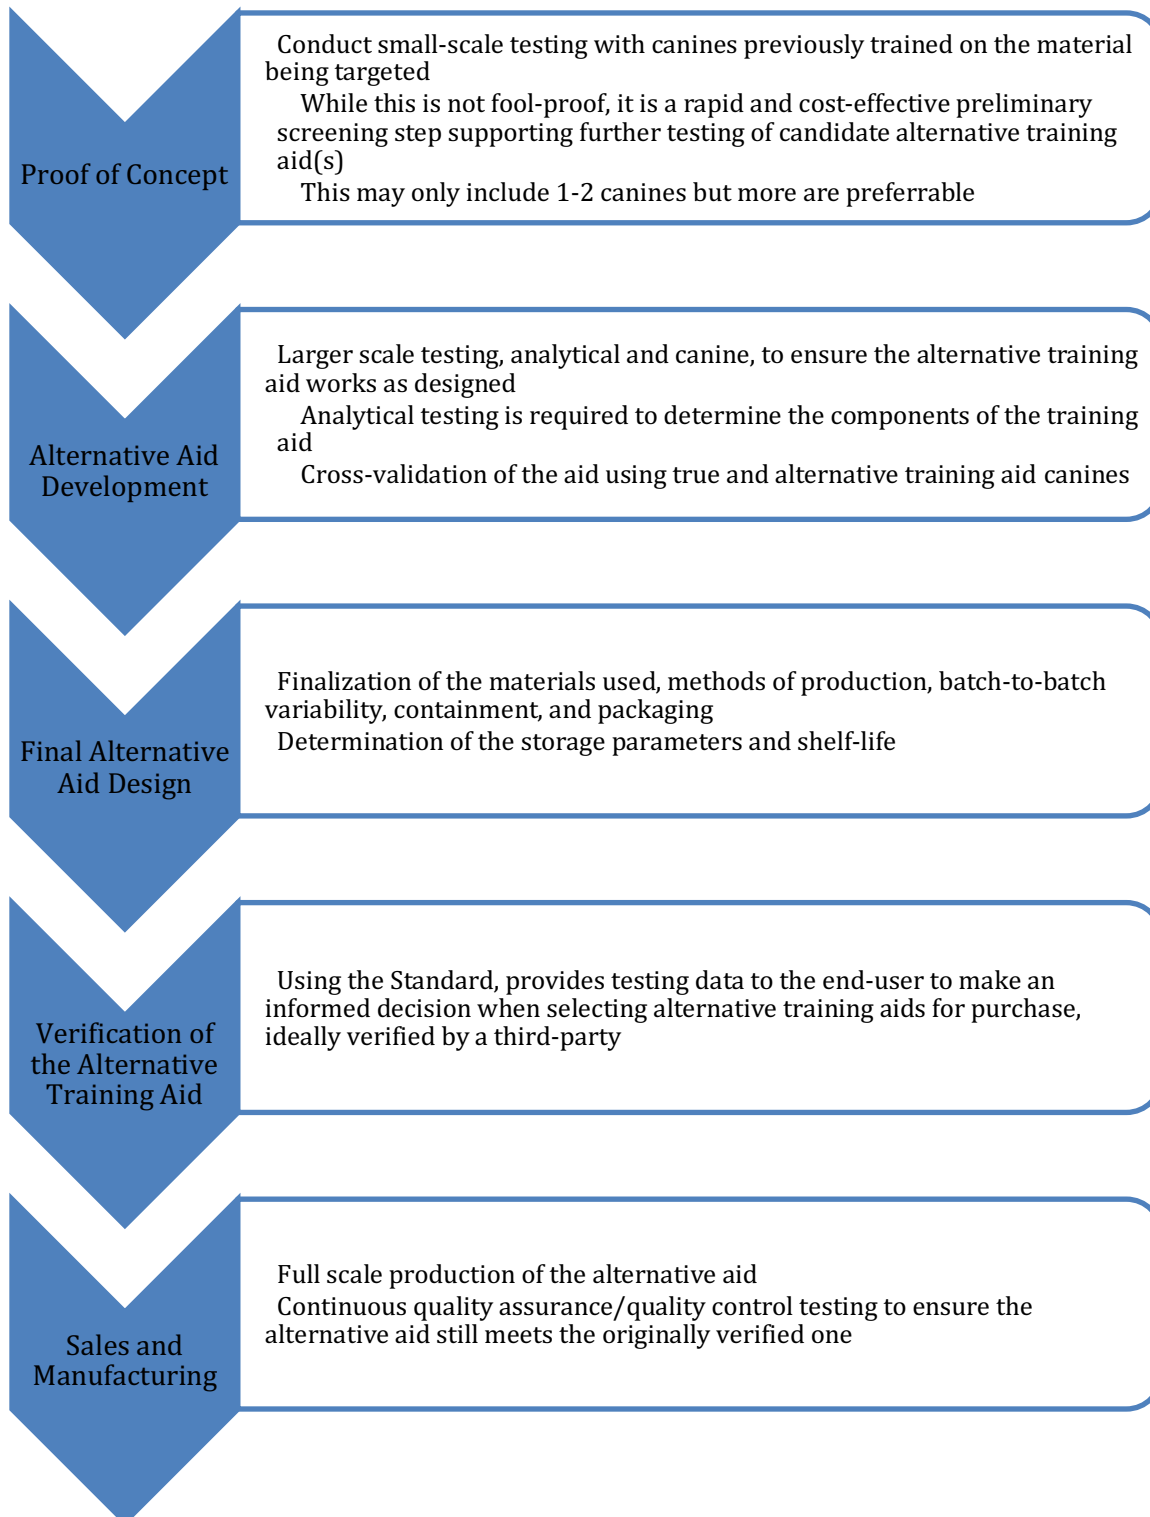 Proof of Concept
Conduct small-scale testing with canines previously trained on the material
being targeted
While this is not fool-proof, it is a rapid and cost-effective preliminary
screening step supporting further testing of candidate alternative training
aid(s)
This may only include 1-2 canines but more are preferrable
Alternative Aid
Development
Larger scale testing, analytical and canine, to ensure the alternative training
aid works as designed
Analytical testing is required to determine the components of the training
aid
Cross-validation of the aid using true and alternative training aid canines
Final Alternative
Aid Design
Finalization of the materials used, methods of production, batch-to-batch
variability, containment, and packaging
Determination of the storage parameters and shelf-life
Verification of
the Alternative
Training Aid
Using the Standard, provides testing data to the end-user to make an
informed decision when selecting alternative training aids for purchase,
ideally verified by a third-party
Sales and
Manufacturing
Full scale production of the alternative aid
Continuous quality assurance/quality control testing to ensure the
alternative aid still meets the originally verified one